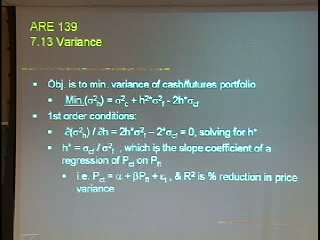 ARE 139
7.13 Variance
▪ Obj. is to min. variance of cash/futures portfolio
▪ Min.(σ²ₕ) = σ²c + h²*σ²f - 2h*σcf
▪ 1st order conditions:
▪ ∂(σ²ₕ) / ∂h = 2h*σ²f – 2*σcf = 0, solving for h*
▪ h* = σcf / σ²f , which is the slope coefficient of a
regression of Pct on Pft
▪ i.e. Pct = α + βPft + εt , & R² is % reduction in price
variance